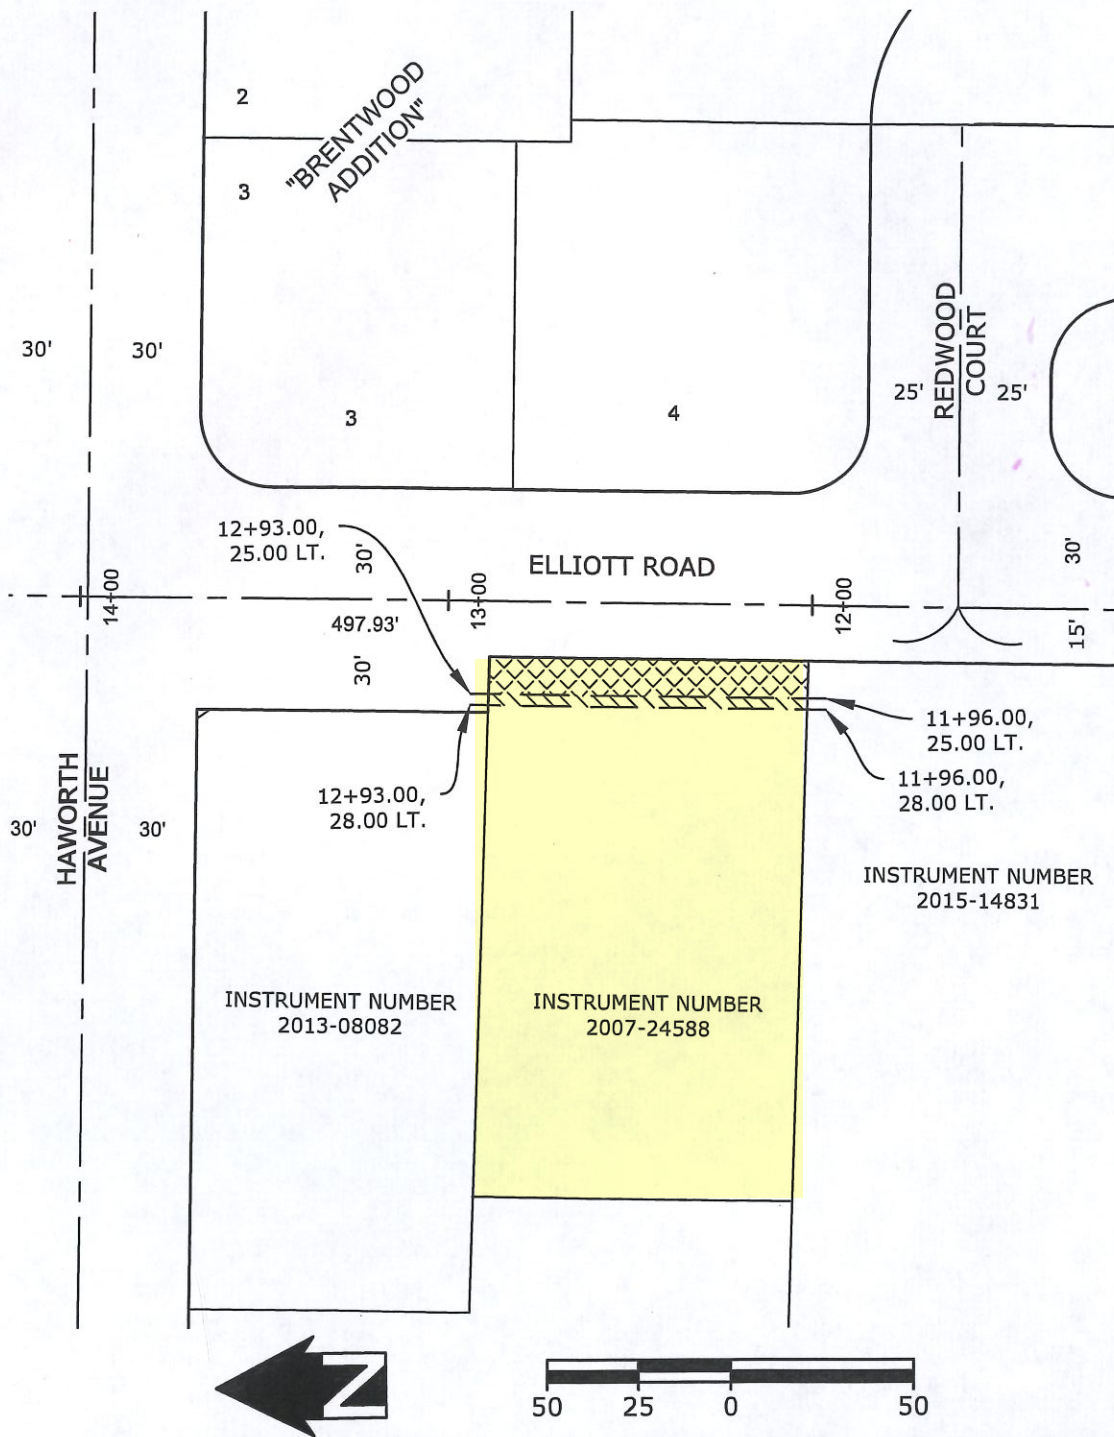 2
"BRENTWOOD
ADDITION"
3
30'
30'
REDWOOD
COURT
25'
25'
3
4
12+93.00,
25.00 LT.
30'
ELLIOTT ROAD
30'
14+00
13+00
12+00
497.93'
15'
30'
11+96.00,
25.00 LT.
HAWORTH
AVENUE
30'
30'
12+93.00,
28.00 LT.
11+96.00,
28.00 LT.
INSTRUMENT NUMBER
2015-14831
INSTRUMENT NUMBER
2013-08082
INSTRUMENT NUMBER
2007-24588
N
50 25 0 50